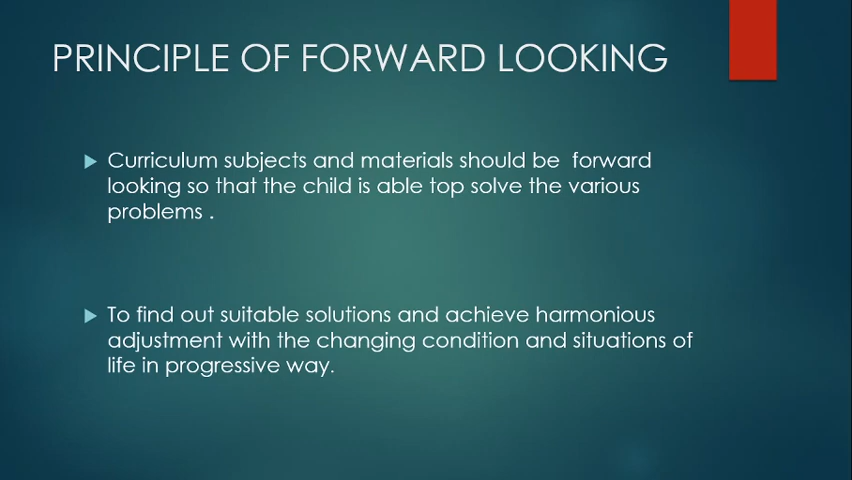 PRINCIPLE OF FORWARD LOOKING
Curriculum subjects and materials should be  forward
looking so that the child is able top solve the various
problems .
To find out suitable solutions and achieve harmonious
adjustment with the changing condition and situations of
life in progressive way.